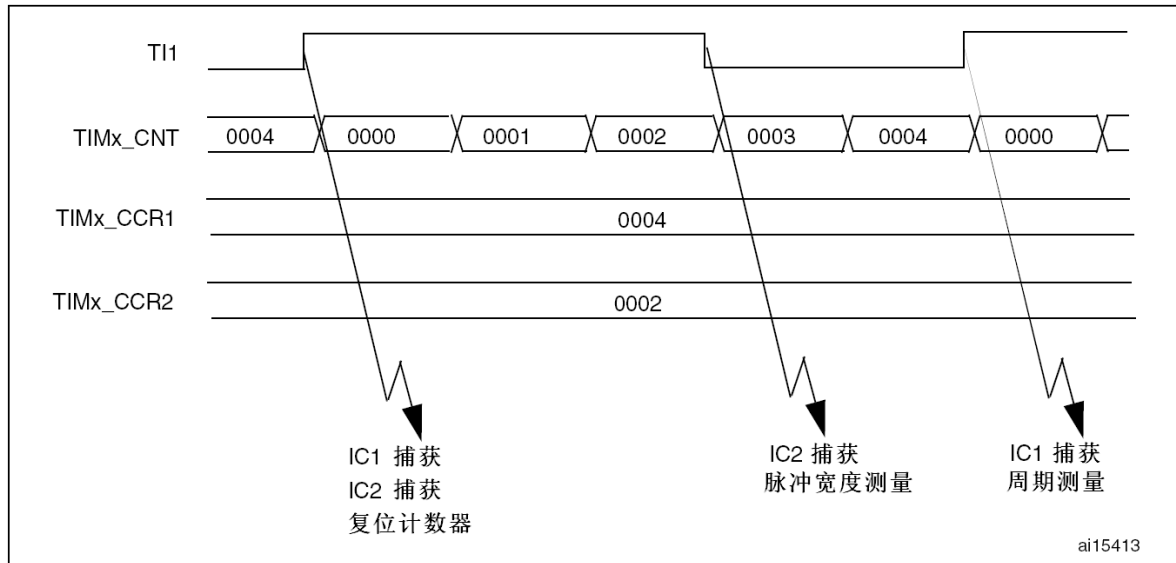 TI1
TIMx_CNT
0004
0000
0001
0002
0003
0004
0000
TIMx_CCR1
0004
TIMx_CCR2
0002
IC1 捕获
IC2 捕获
复位计数器
IC2 捕获
脉冲宽度测量
IC1 捕获
周期测量
ai15413